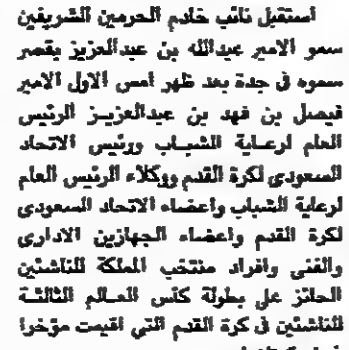 استقبل نائب خادم الحرمين الشريفين
سمو الامير عبدالله بن عبدالعزيز بقصر
سموه في جدة بعد ظهر امس الاول الامير
فيصل بن فهد بن عبدالعزيز الرئيس
العام لرعاية الشباب ورئيس الاتحاد
السعودي لكرة القدم ووكلاء الرئيس العام
لرعاية الشباب واعضاء الاتحاد السعودى
لكرة القدم واعضاء الجهازين الادارى
والفنى وافراد منتخب المملكة للناشئين
الحائز على بطولة كأس العالم الثالثة
للناشئين في كرة القدم التي اقيمت مؤخرا